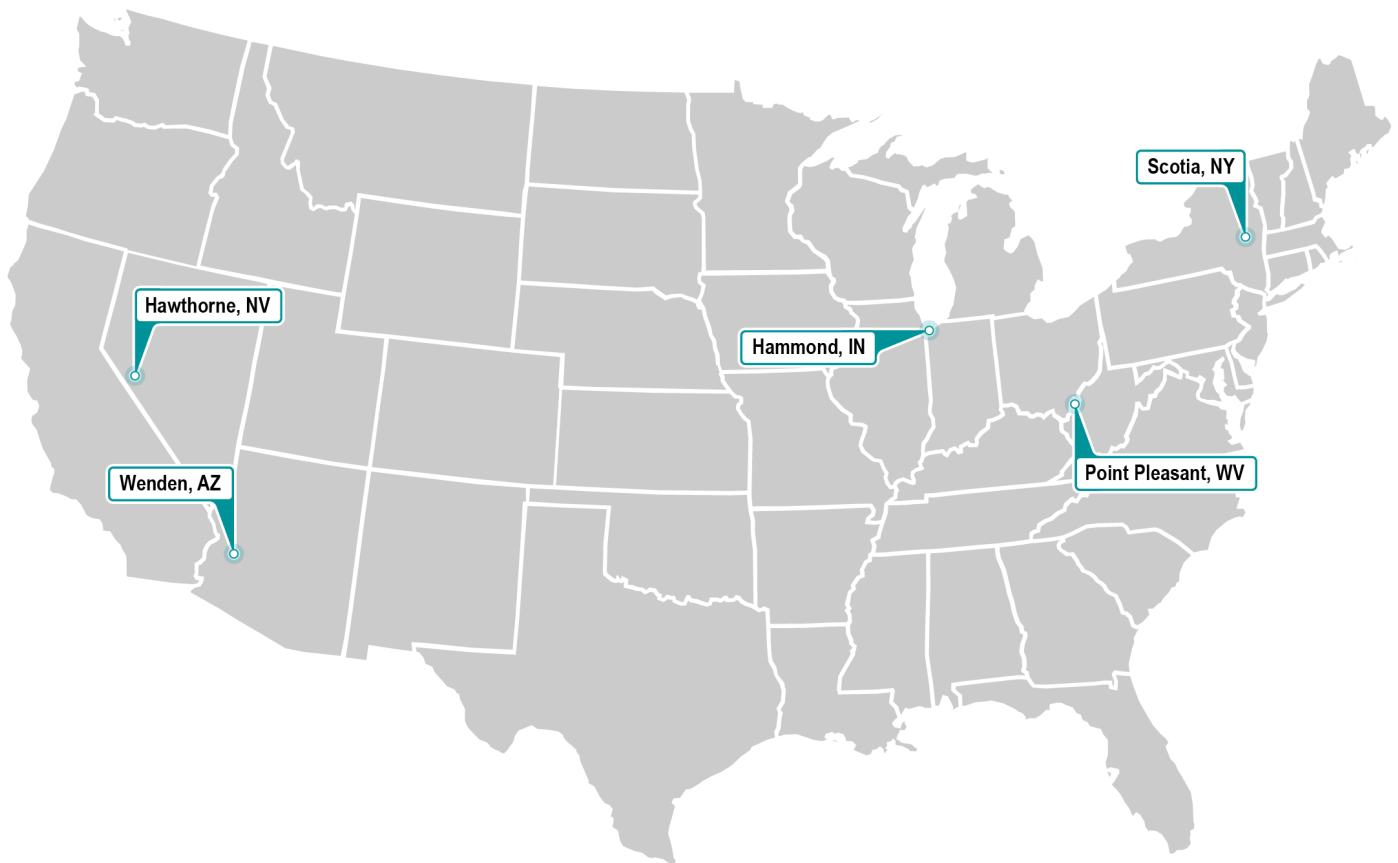 Scotia, NY
Hawthorne, NV
Hammond, IN
Point Pleasant, WV
Wenden, AZ